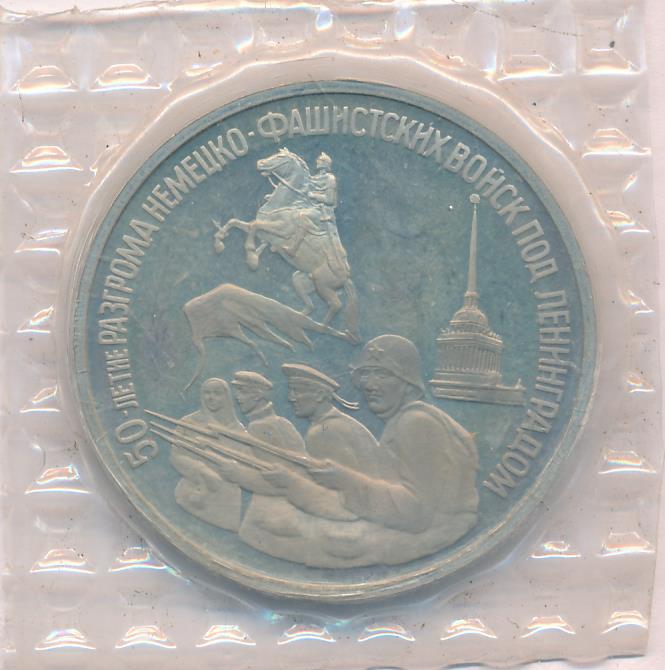 50-ЛЕТИЕ РАЗГРОМА НЕМЕЦКО-ФАШИСТСКИХ ВОЙСК ПОД ЛЕНИНГРАДОМ